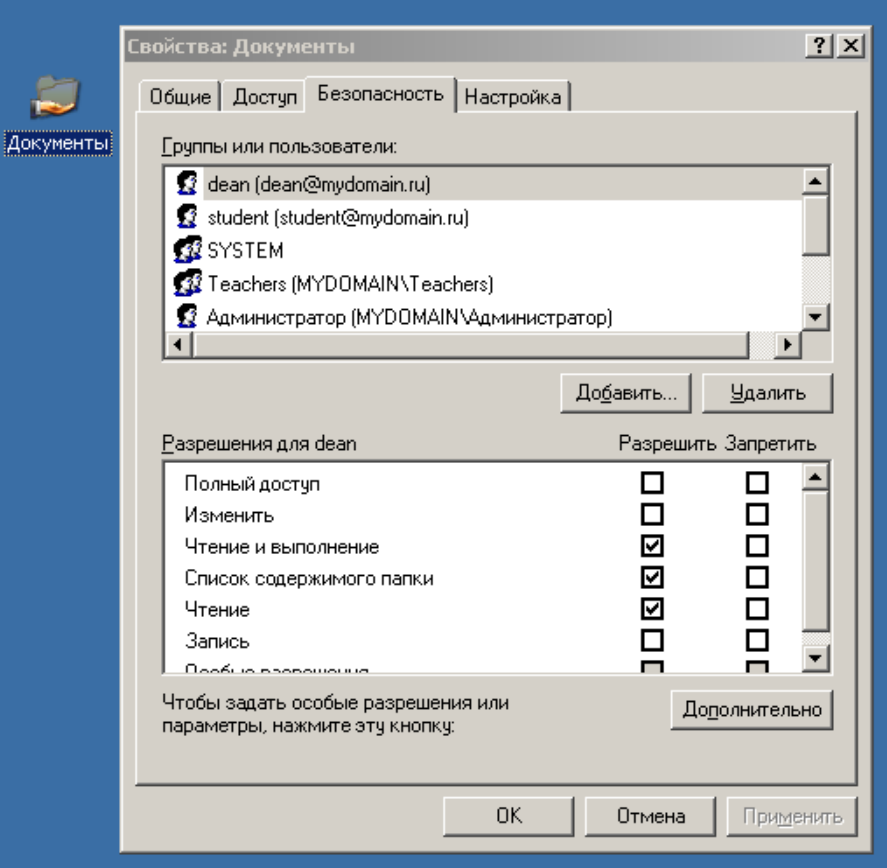 Свойства: Документы
Документы
Общие Доступ Безопасность Настройка
Группы или пользователи:
dean (dean@mydomain.ru)
student (student@mydomain.ru)
SYSTEM
Teachers (MYDOMAIN\Teachers)
Администратор (MYDOMAIN\Администратор)
Добавить... Удалить
Разрешения для dean Разрешить Запретить
Полный доступ
Изменить
Чтение и выполнение
Список содержимого папки
Чтение
Запись
Особые разрешения
Чтобы задать особые разрешения или
параметры, нажмите эту кнопку:
Дополнительно
OK Отмена Применить